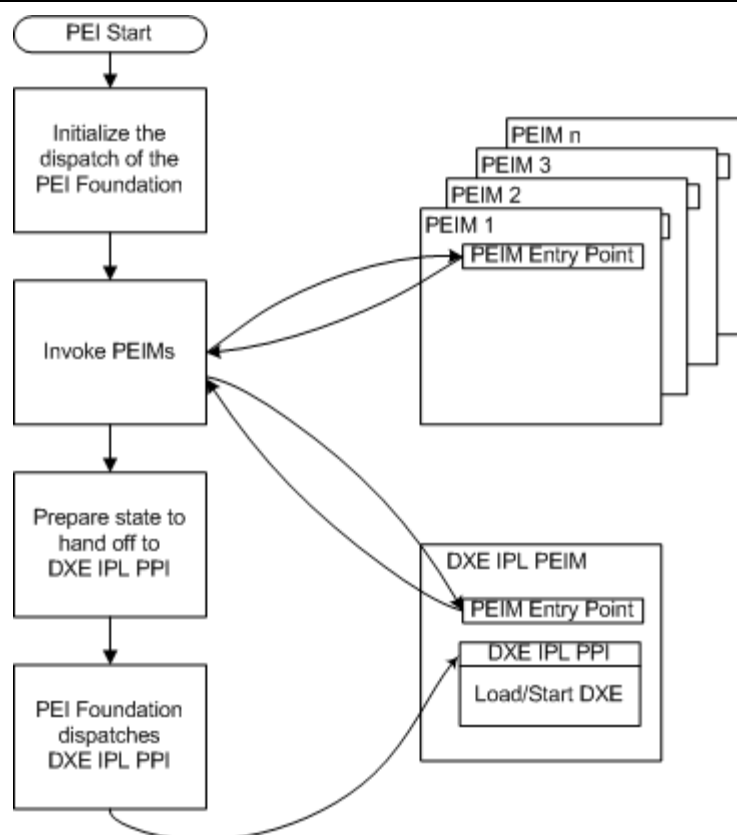 PEI Start
Initialize the
dispatch of the
PEI Foundation
Invoke PEIMs
Prepare state to
hand off to
DXE IPL PPI
PEI Foundation
dispatches
DXE IPL PPI
PEIM n
PEIM 3
PEIM 2
PEIM 1
PEIM Entry Point
DXE IPL PEIM
PEIM Entry Point
DXE IPL PPI
Load/Start DXE